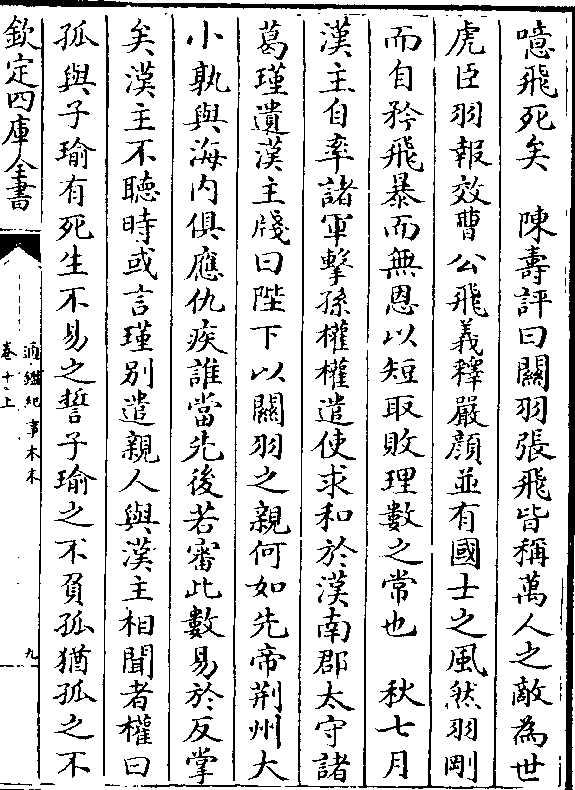 噫飛死矣　陳壽評曰關羽張飛皆稱萬人之敵為世
虎臣羽報效曹公飛義釋嚴顔並有國士之風然羽剛
而自矜飛暴而無恩以短取敗理數之常也　秋七月
漢主自率諸軍擊孫權權遣使求和於漢南郡太守諸
葛瑾遺漢主牋曰陛下以關羽之親何如先帝荆州大
小孰與海内俱應仇疾誰當先後若審此數易於反掌
矣漢主不聽時或言瑾别遣親人與漢主相聞者權曰
孤與子瑜有死生不易之誓子瑜之不負孤猶孤之不
欽定四庫全書
通鑑紀事本末
卷十上
九